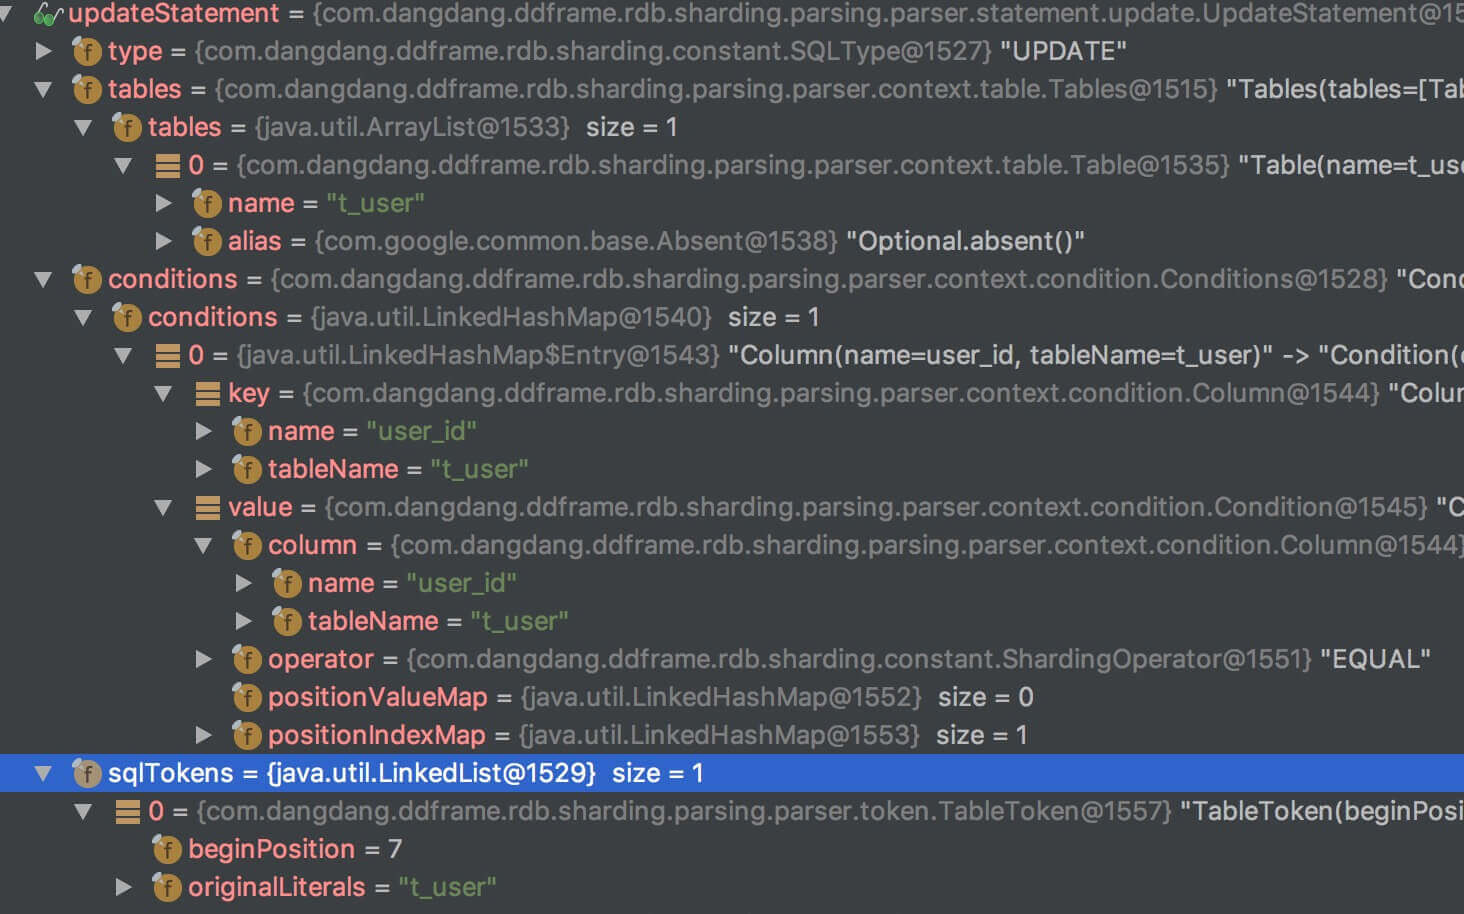 updateStatement = {com.dangdang.ddframe.rdb.sharding.parsing.parser.statement.update.UpdateStatement@15
f type = {com.dangdang.ddframe.rdb.sharding.constant.SQLType@1527} "UPDATE"
f tables = {com.dangdang.ddframe.rdb.sharding.parsing.parser.context.table.Tables@1515} "Tables(tables=[Tab
f tables = {java.util.ArrayList@1533} size = 1
0 = {com.dangdang.ddframe.rdb.sharding.parsing.parser.context.table.Table@1535} "Table(name=t_use
f name = "t_user"
f alias = {com.google.common.base.Absent@1538} "Optional.absent()"
f conditions = {com.dangdang.ddframe.rdb.sharding.parsing.parser.context.condition.Conditions@1528} "Cond
f conditions = {java.util.LinkedHashMap@1540} size = 1
0 = {java.util.LinkedHashMap$Entry@1543} "Column(name=user_id, tableName=t_user)" -> "Condition(c
key = {com.dangdang.ddframe.rdb.sharding.parsing.parser.context.condition.Column@1544} "Colum
f name = "user_id"
f tableName = "t_user"
value = {com.dangdang.ddframe.rdb.sharding.parsing.parser.context.condition.Condition@1545} "C
f column = {com.dangdang.ddframe.rdb.sharding.parsing.parser.context.condition.Column@1544}
f name = "user_id"
f tableName = "t_user"
f operator = {com.dangdang.ddframe.rdb.sharding.constant.ShardingOperator@1551} "EQUAL"
f positionValueMap = {java.util.LinkedHashMap@1552} size = 0
f positionIndexMap = {java.util.LinkedHashMap@1553} size = 1
f sqlTokens = {java.util.LinkedList@1529} size = 1
0 = {com.dangdang.ddframe.rdb.sharding.parsing.parser.token.TableToken@1557} "TableToken(beginPosi
f beginPosition = 7
f originalLiterals = "t_user"